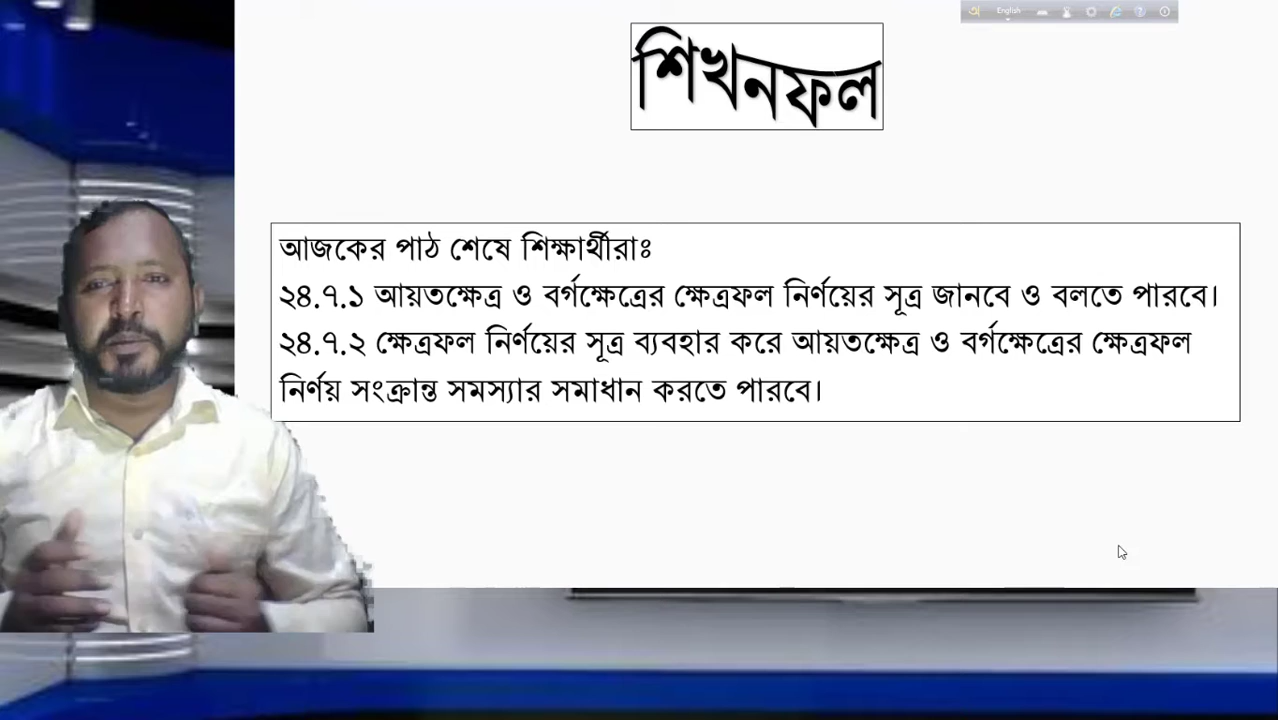 অ English
শিখনফল
আজকের পাঠ শেষে শিক্ষার্থীরাঃ
২৪.৭.১ আয়তক্ষেত্র ও বর্গক্ষেত্রের ক্ষেত্রফল নির্ণয়ের সূত্র জানবে ও বলতে পারবে।
২৪.৭.২ ক্ষেত্রফল নির্ণয়ের সূত্র ব্যবহার করে আয়তক্ষেত্র ও বর্গক্ষেত্রের ক্ষেত্রফল
নির্ণয় সংক্রান্ত সমস্যার সমাধান করতে পারবে।